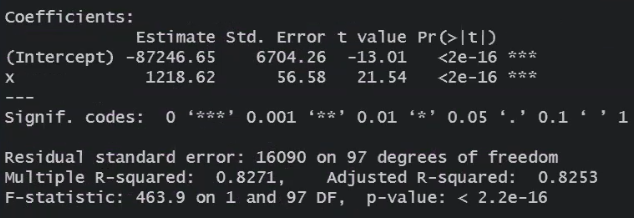 Coefficients:
             Estimate Std. Error t value Pr(>|t|)
(Intercept) -87246.65    6704.26  -13.01   <2e-16 ***
x             1218.62      56.58   21.54   <2e-16 ***
---
Signif. codes:  0 ‘***’ 0.001 ‘**’ 0.01 ‘*’ 0.05 ‘.’ 0.1 ‘ ’ 1
Residual standard error: 16090 on 97 degrees of freedom
Multiple R-squared:  0.8271,    Adjusted R-squared:  0.8253
F-statistic: 463.9 on 1 and 97 DF,  p-value: < 2.2e-16